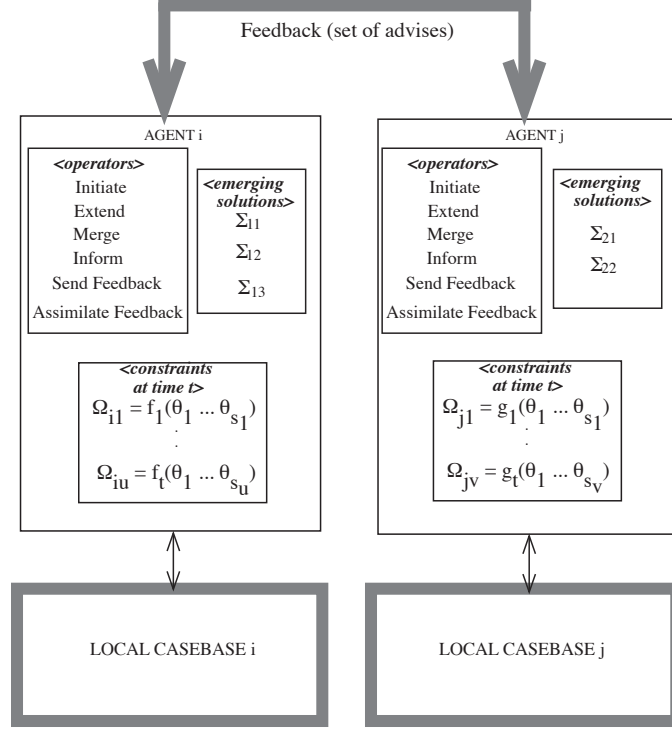 Feedback (set of advises)
AGENT i
<operators>
Initiate
Extend
Merge
Inform
Send Feedback
Assimilate Feedback
<emerging
solutions>
Σ11
Σ12
Σ13
<constraints
at time t>
Ωi1 = f1(θ1 ... θs1)
.
.
Ωiu = ft(θ1 ... θsu)
LOCAL CASEBASE i
AGENT j
<operators>
Initiate
Extend
Merge
Inform
Send Feedback
Assimilate Feedback
<emerging
solutions>
Σ21
Σ22
<constraints
at time t>
Ωj1 = g1(θ1 ... θs1)
.
.
Ωjv = gt(θ1 ... θsv)
LOCAL CASEBASE j